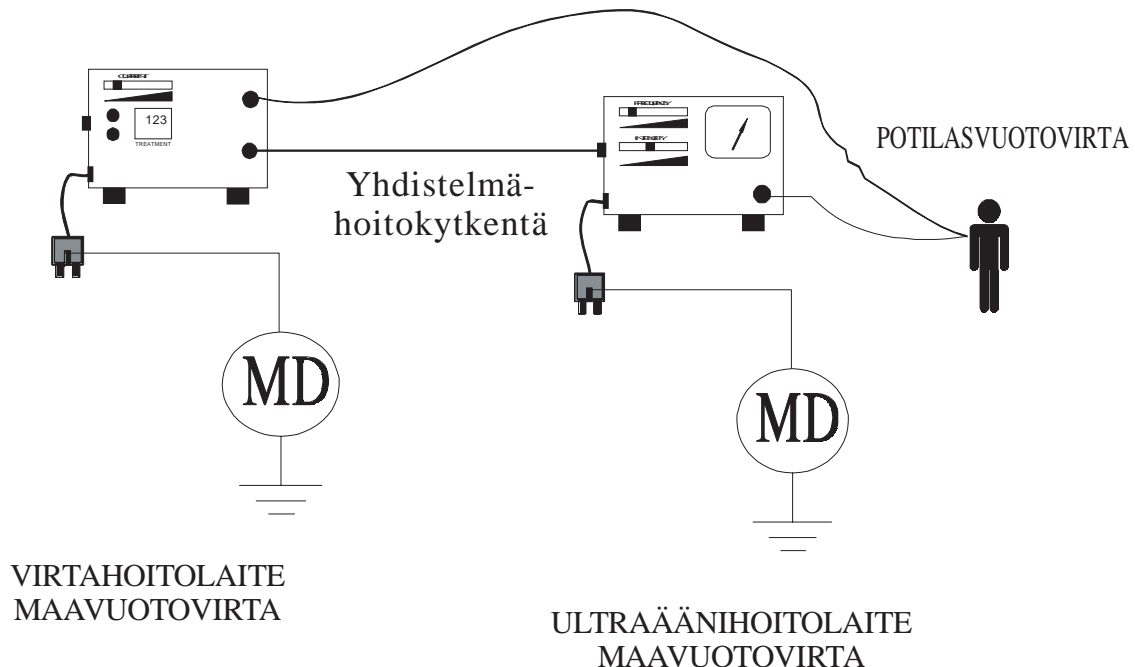 123
TREATMENT
POTILASVUOTOVIRTA
Yhdistelmä-
hoitokytkentä
MD
MD
VIRTAHOITOLAITE
MAAVUOTOVIRTA
ULTRAÄÄNIHOITOLAITE
MAAVUOTOVIRTA